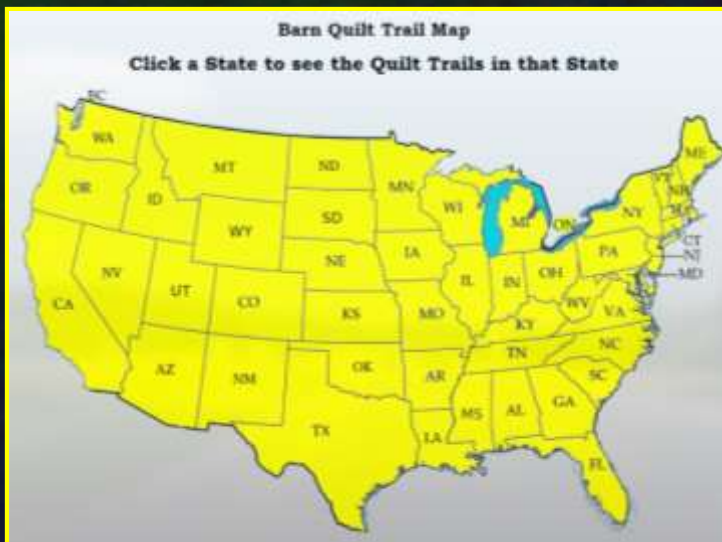 Barn Quilt Trail Map
Click a State to see the Quilt Trails in that State
BC
WA
MT
ND
MN
ME
VT
NH
OR
ID
SD
WI
MI
ON
NY
MA
WY
CT
NV
NE
IA
PA
NJ
CA
UT
CO
IL
IN
OH
MD
KS
MO
WV
VA
KY
AZ
NM
OK
AR
TN
NC
SC
TX
LA
MS
AL
GA
FL